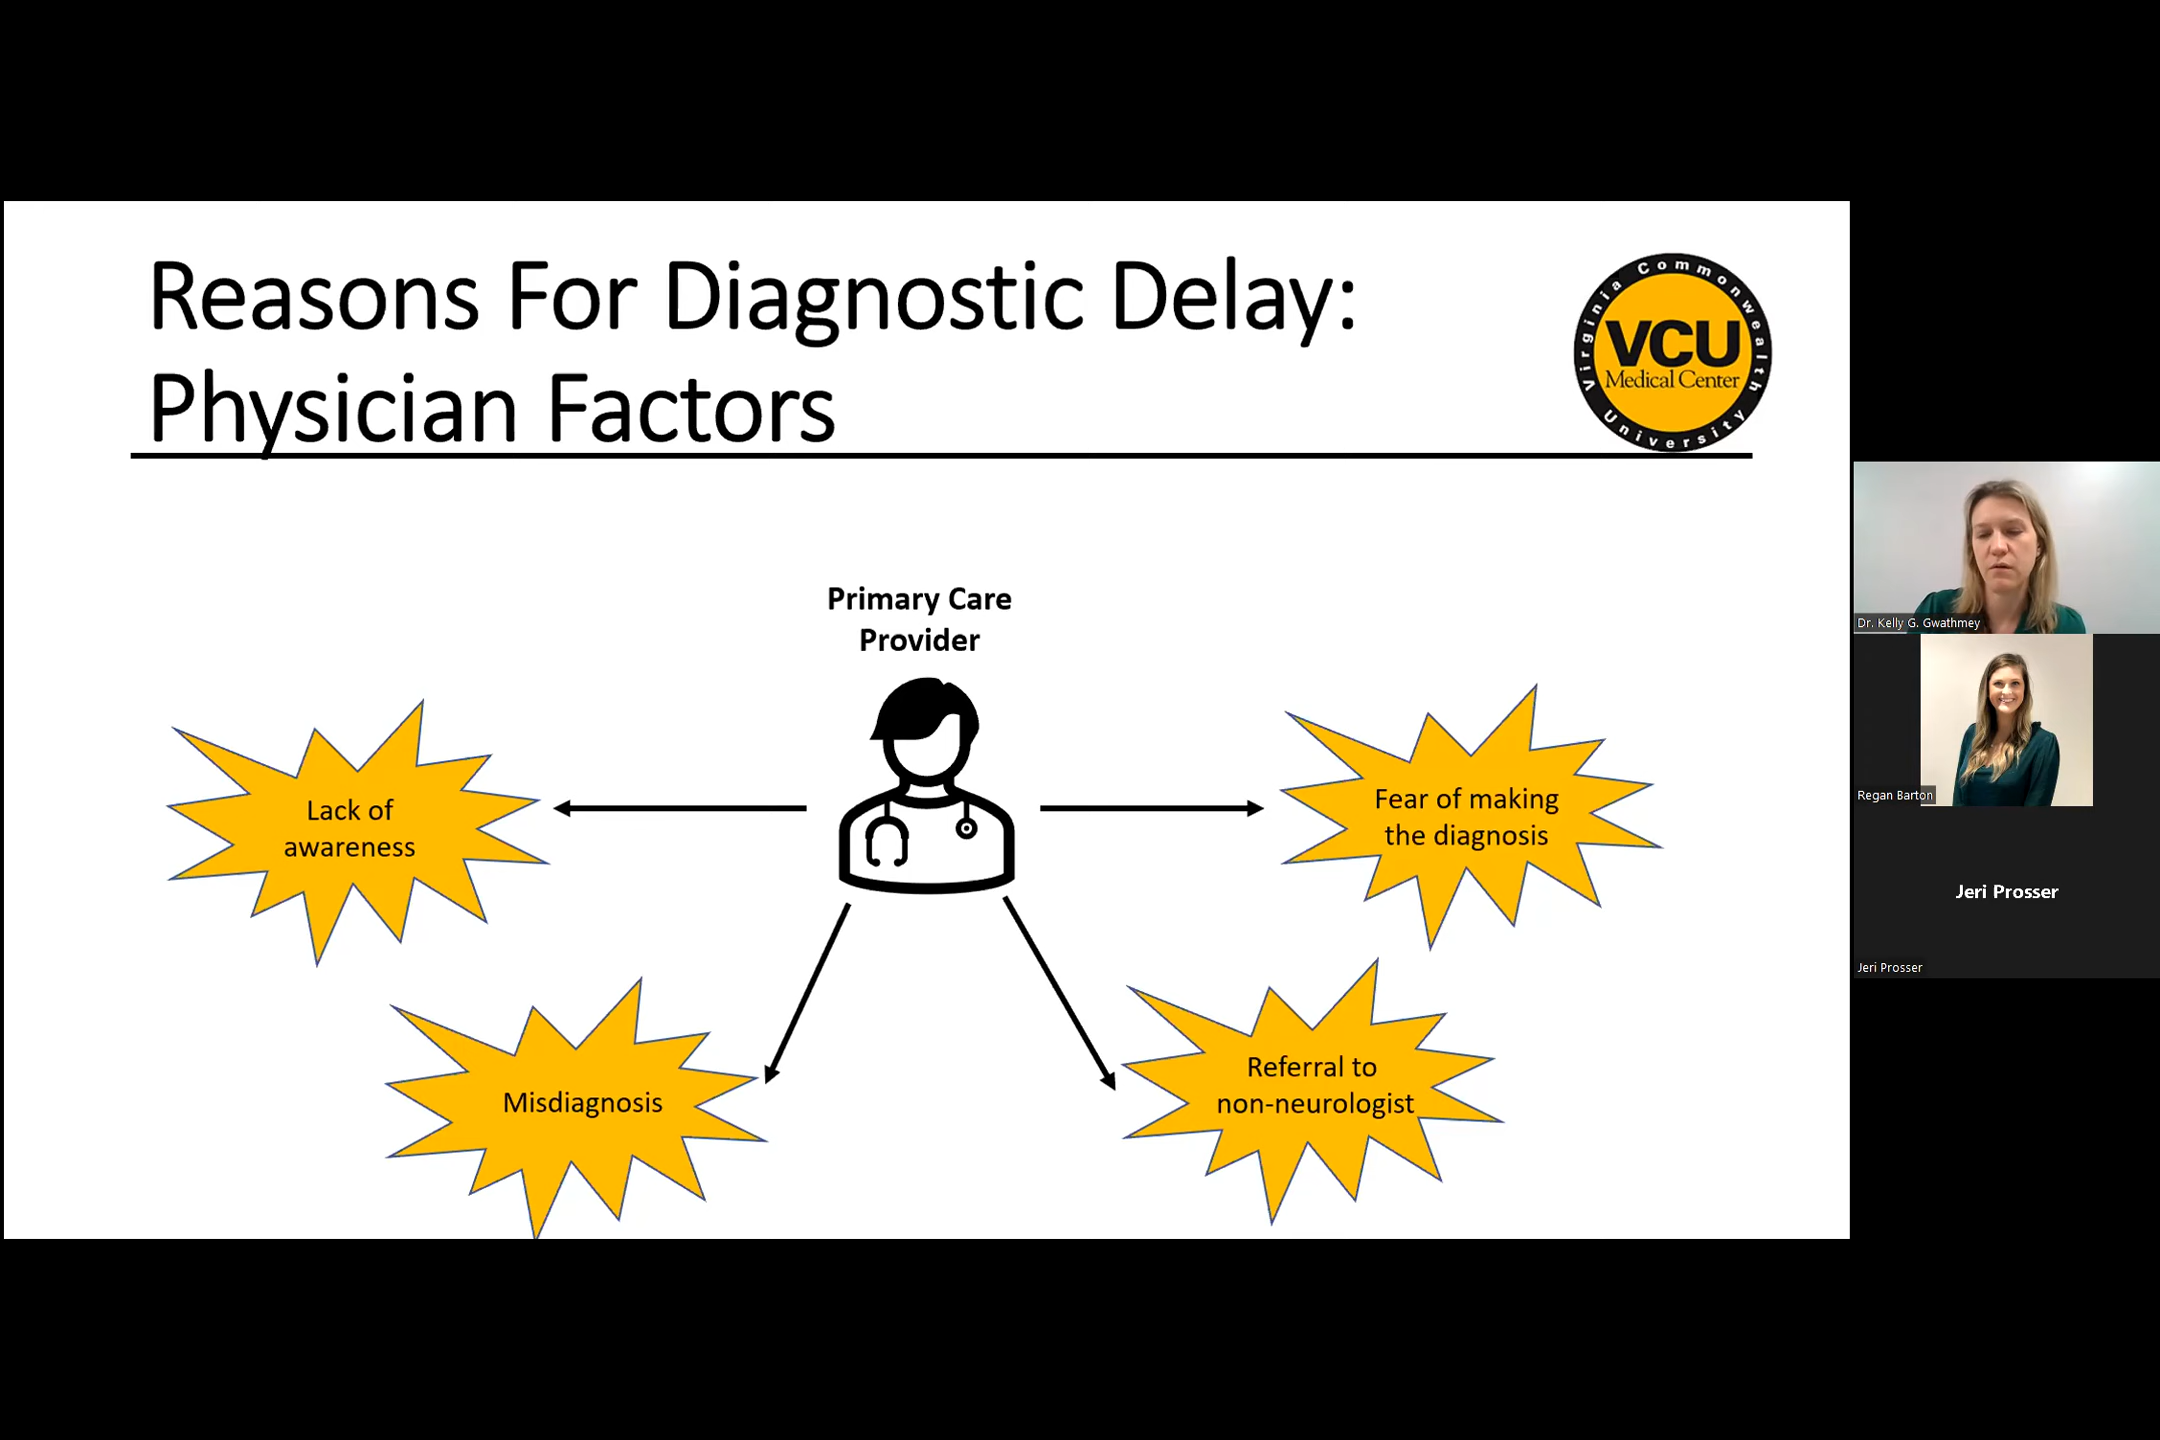 Reasons For Diagnostic Delay:
Physician Factors
Virginia Commonwealth University
VCU
Medical Center
Primary Care
Provider
Lack of
awareness
Fear of making
the diagnosis
Misdiagnosis
Referral to
non-neurologist
Dr. Kelly G. Gwathmey
Regan Barton
Jeri Prosser
Jeri Prosser